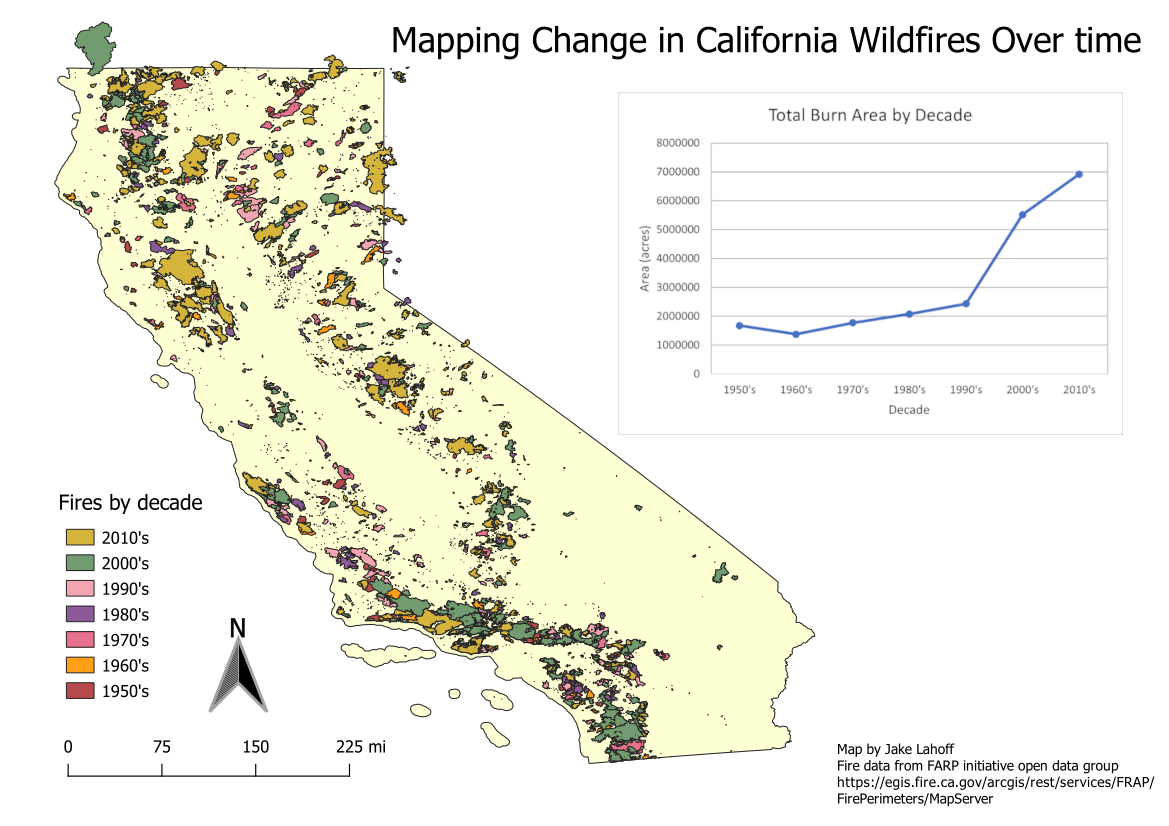 Mapping Change in California Wildfires Over time
Total Burn Area by Decade
Area (acres)
8000000
7000000
6000000
5000000
4000000
3000000
2000000
1000000
0
1950's 1960's 1970's 1980's 1990's 2000's 2010's
Decade
Fires by decade
2010's
2000's
1990's
1980's
1970's
1960's
1950's
N
0 75 150 225 mi
Map by Jake Lahoff
Fire data from FARP initiative open data group
https://egis.fire.ca.gov/arcgis/rest/services/FRAP/
FirePerimeters/MapServer